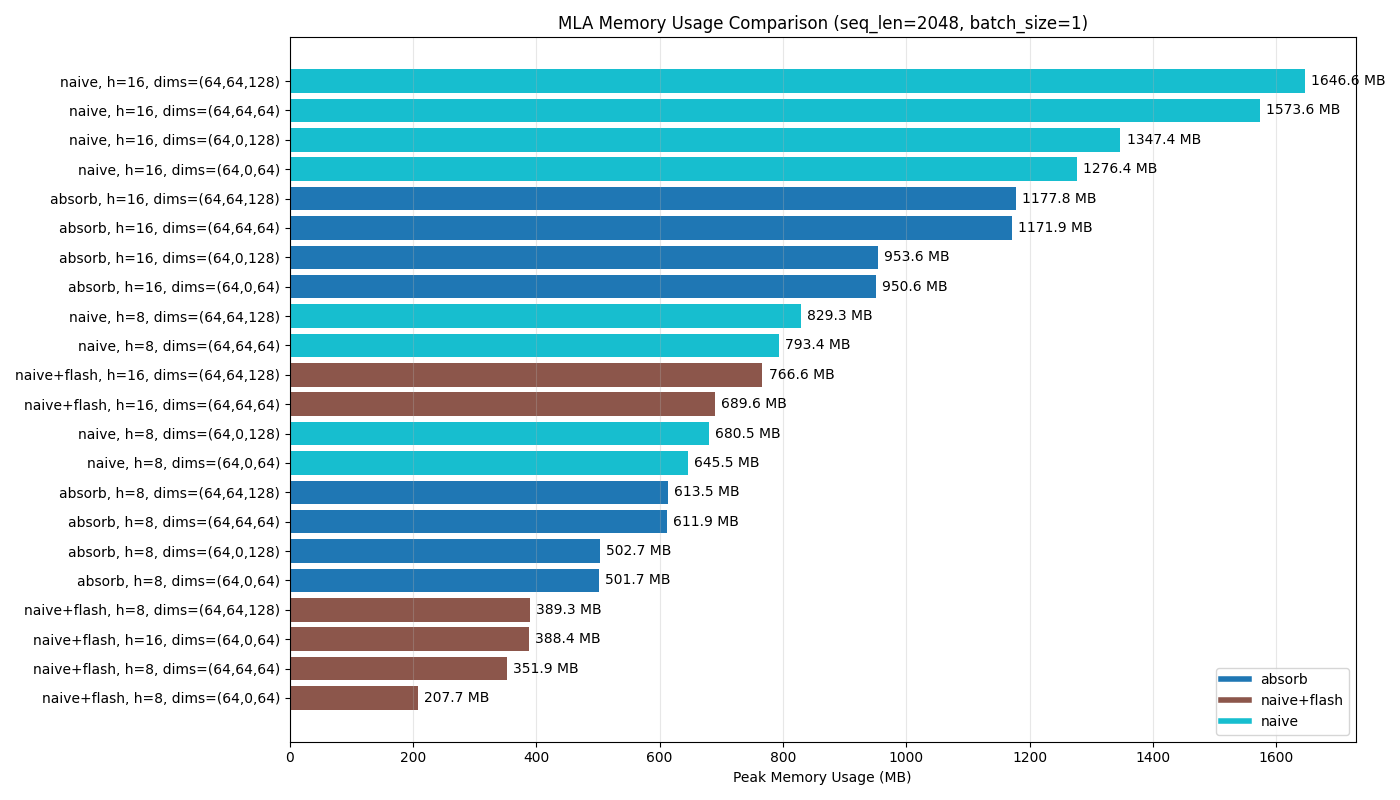 MLA Memory Usage Comparison (seq_len=2048, batch_size=1)
naive, h=16, dims=(64,64,128) 1646.6 MB
naive, h=16, dims=(64,64,64) 1573.6 MB
naive, h=16, dims=(64,0,128) 1347.4 MB
naive, h=16, dims=(64,0,64) 1276.4 MB
absorb, h=16, dims=(64,64,128) 1177.8 MB
absorb, h=16, dims=(64,64,64) 1171.9 MB
absorb, h=16, dims=(64,0,128) 953.6 MB
absorb, h=16, dims=(64,0,64) 950.6 MB
naive, h=8, dims=(64,64,128) 829.3 MB
naive, h=8, dims=(64,64,64) 793.4 MB
naive+flash, h=16, dims=(64,64,128) 766.6 MB
naive+flash, h=16, dims=(64,64,64) 689.6 MB
naive, h=8, dims=(64,0,128) 680.5 MB
naive, h=8, dims=(64,0,64) 645.5 MB
absorb, h=8, dims=(64,64,128) 613.5 MB
absorb, h=8, dims=(64,64,64) 611.9 MB
absorb, h=8, dims=(64,0,128) 502.7 MB
absorb, h=8, dims=(64,0,64) 501.7 MB
naive+flash, h=8, dims=(64,64,128) 389.3 MB
naive+flash, h=16, dims=(64,0,64) 388.4 MB
naive+flash, h=8, dims=(64,64,64) 351.9 MB
naive+flash, h=8, dims=(64,0,64) 207.7 MB
absorb
naive+flash
naive
0 200 400 600 800 1000 1200 1400 1600
Peak Memory Usage (MB)